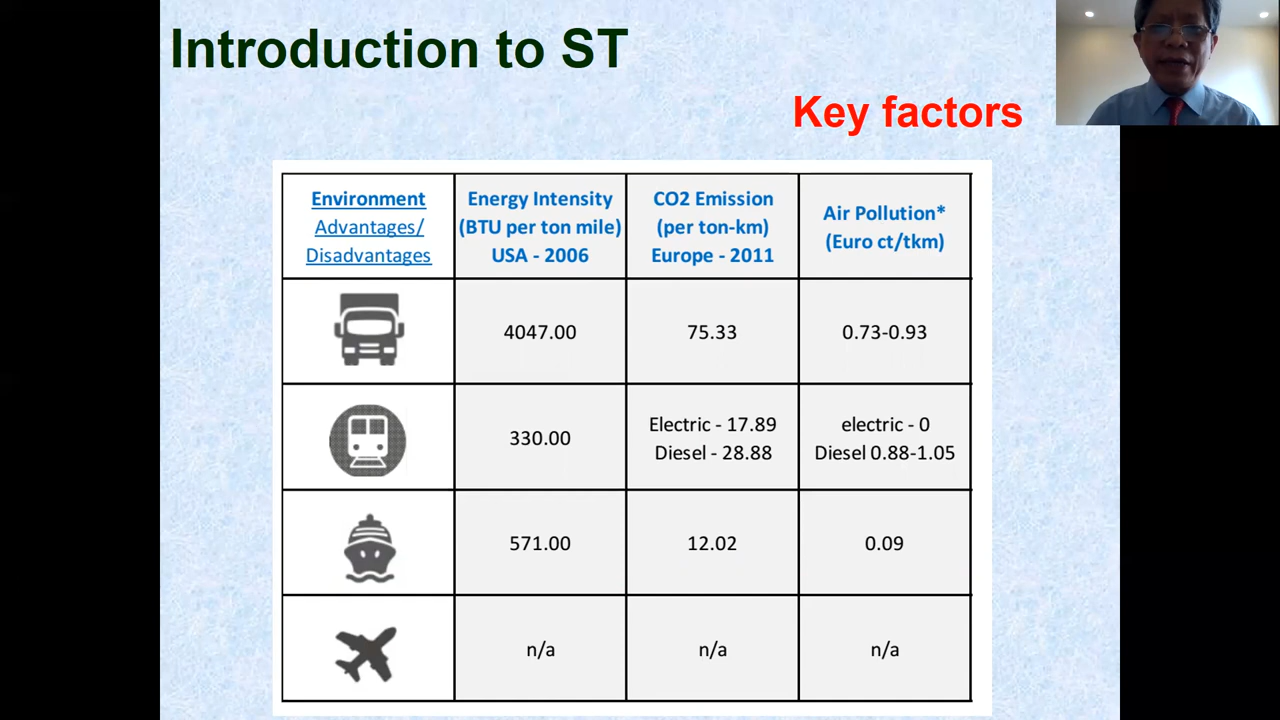 Introduction to ST
Key factors
Environment
Advantages/
Disadvantages
Energy Intensity
(BTU per ton mile)
USA - 2006
CO2 Emission
(per ton-km)
Europe - 2011
Air Pollution*
(Euro ct/tkm)
4047.00
75.33
0.73-0.93
330.00
Electric - 17.89
Diesel - 28.88
electric - 0
Diesel 0.88-1.05
571.00
12.02
0.09
n/a
n/a
n/a